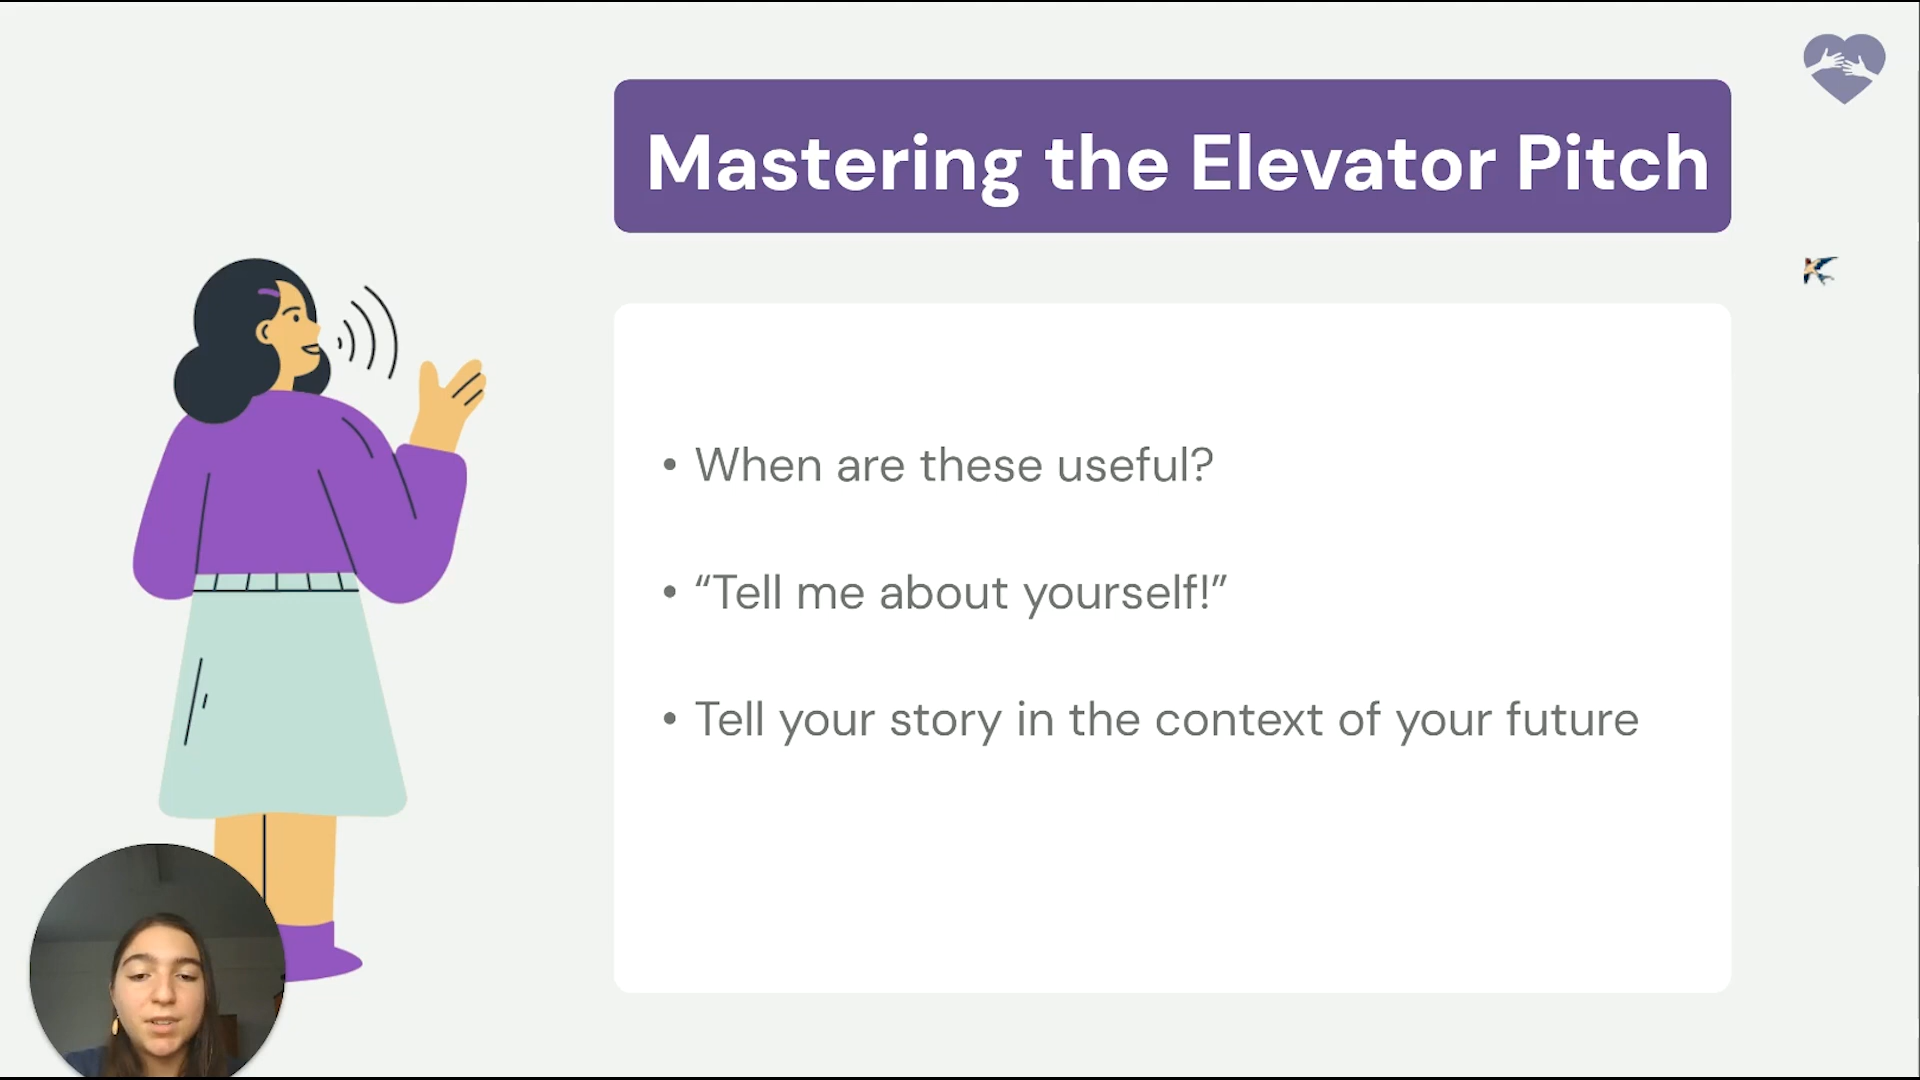 Mastering the Elevator Pitch
• When are these useful?
• “Tell me about yourself!”
• Tell your story in the context of your future